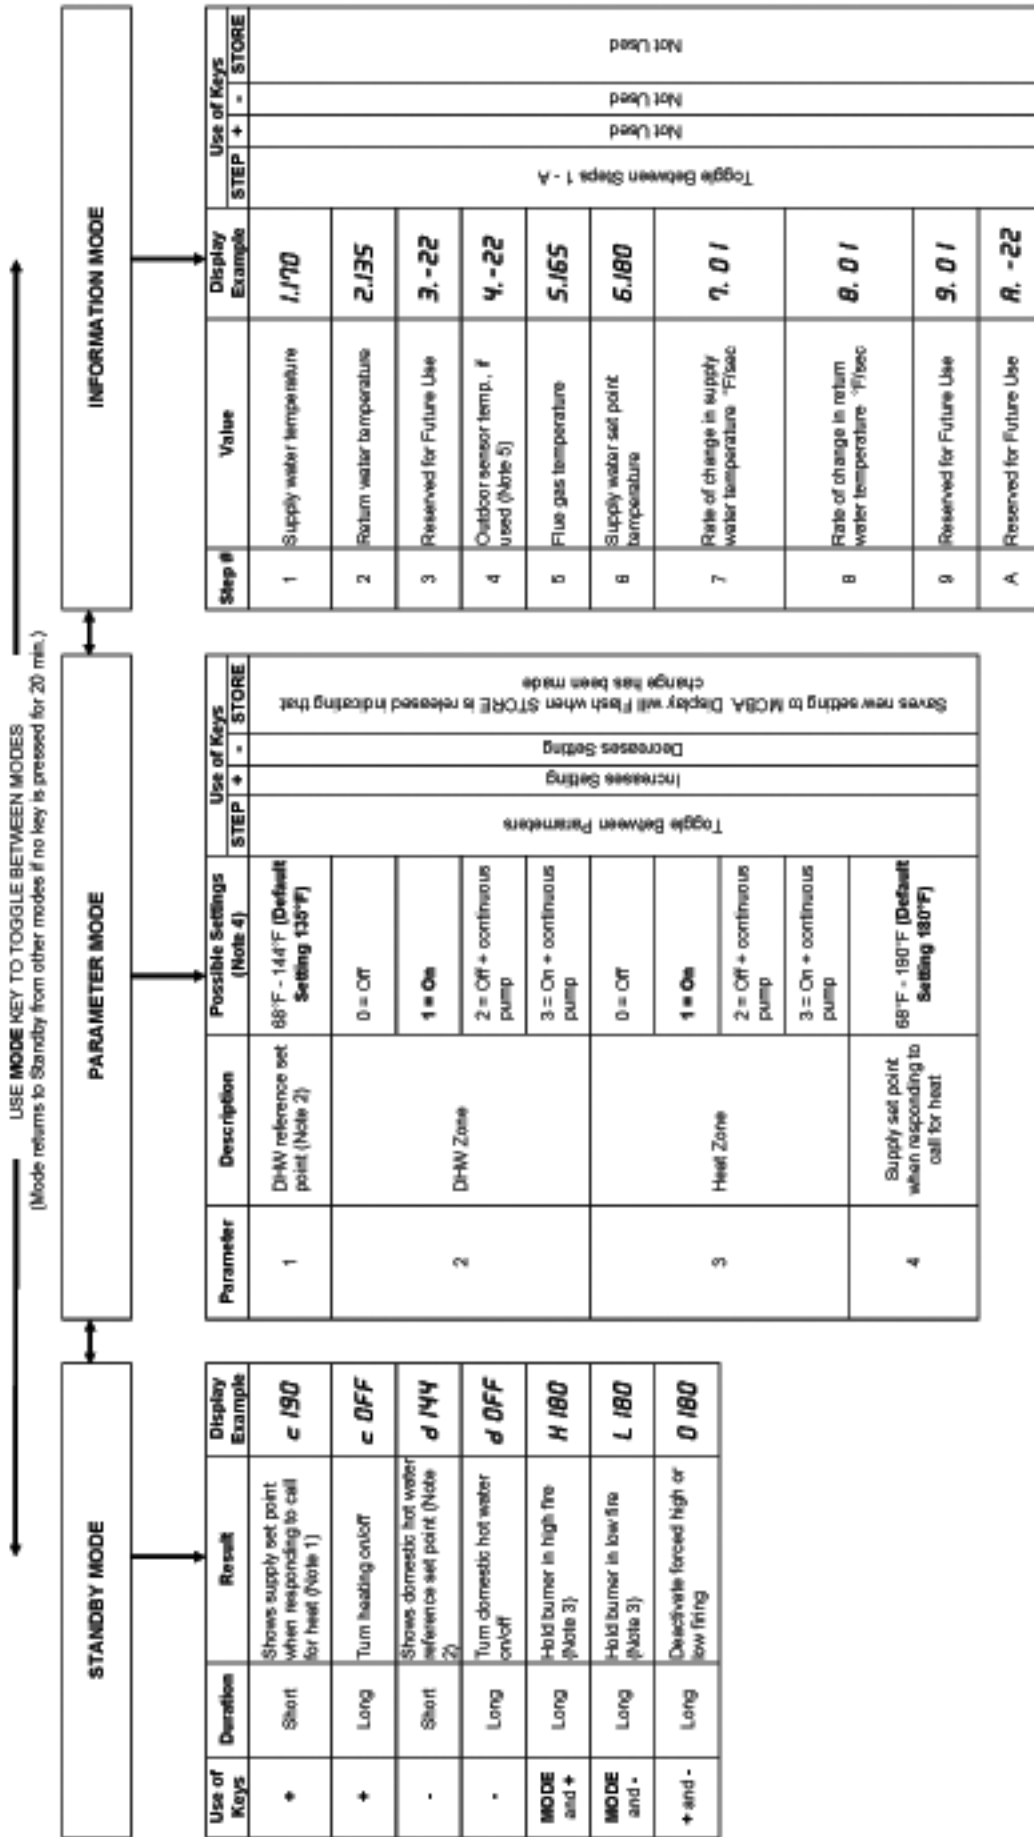 USE MODE KEY TO TOGGLE BETWEEN MODES
(Mode returns to Standby from other modes if no key is pressed for 20 min.)
STANDBY MODE
Use of Keys | Duration | Result | Display Example
+ | Short | Shows supply set point when responding to call for heat (Note 1) | c 190
+ | Long | Turn heating on/off | c OFF
- | Short | Shows domestic hot water reference set point (Note 2) | d 144
- | Long | Turn domestic hot water on/off | d OFF
MODE and + | Long | Hold burner in high fire (Note 3) | H 180
MODE and - | Long | Hold burner in low fire (Note 3) | L 180
+ and - | Long | Deactivate forced high or low firing | 0 180
PARAMETER MODE
Parameter | Description | Possible Settings (Note 4) | Use of Keys
STEP | + | - | STORE
1 | DHW reference set point (Note 2) | 68°F - 144°F (Default Setting 135°F)
2 | DHW Zone | 0 = Off
1 = On
2 = Off + continuous pump
3 = On + continuous pump
3 | Heat Zone | 0 = Off
1 = On
2 = Off + continuous pump
3 = On + continuous pump
4 | Supply set point when responding to call for heat | 68°F - 190°F (Default Setting 180°F)
Toggle Between Parameters
Increases Setting
Decreases Setting
Saves new setting to MCBA. Display will Flash when STORE is released indicating that change has been made
INFORMATION MODE
Step # | Value | Display Example | Use of Keys
STEP | + | - | STORE
1 | Supply water temperature | 1.170
2 | Return water temperature | 2.135
3 | Reserved for Future Use | 3.-22
4 | Outdoor sensor temp., if used (Note 5) | 4.-22
5 | Flue gas temperature | 5.165
6 | Supply water set point temperature | 6.180
7 | Rate of change in supply water temperature °F/sec | 7. 01
8 | Rate of change in return water temperature °F/sec | 8. 01
9 | Reserved for Future Use | 9. 01
A | Reserved for Future Use | A. -22
Toggle Between Steps 1 - A
Not Used
Not Used
Not Used